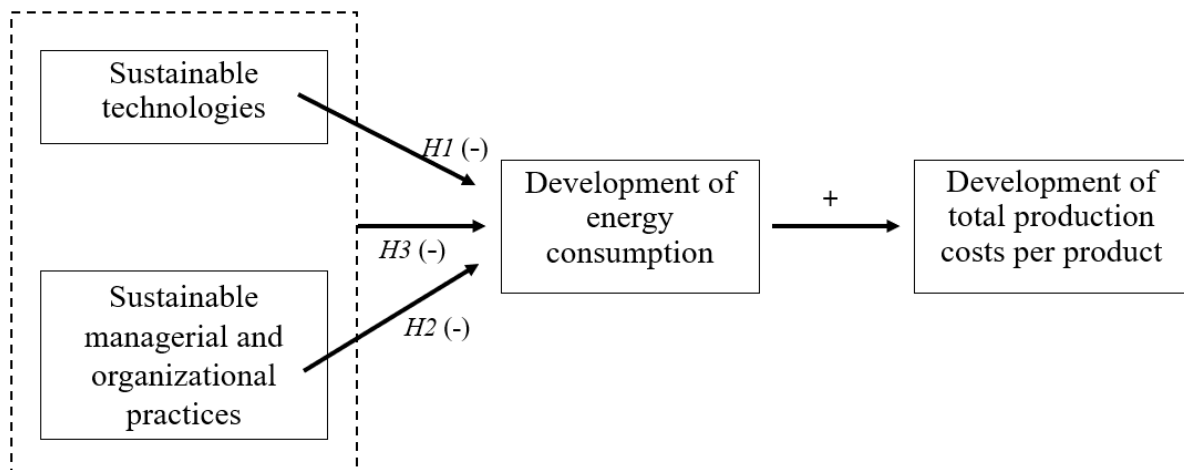 Sustainable
technologies
H1 (-)
H3 (-)
Sustainable
managerial and
organizational
practices
H2 (-)
Development of
energy
consumption
+
Development of
total production
costs per product